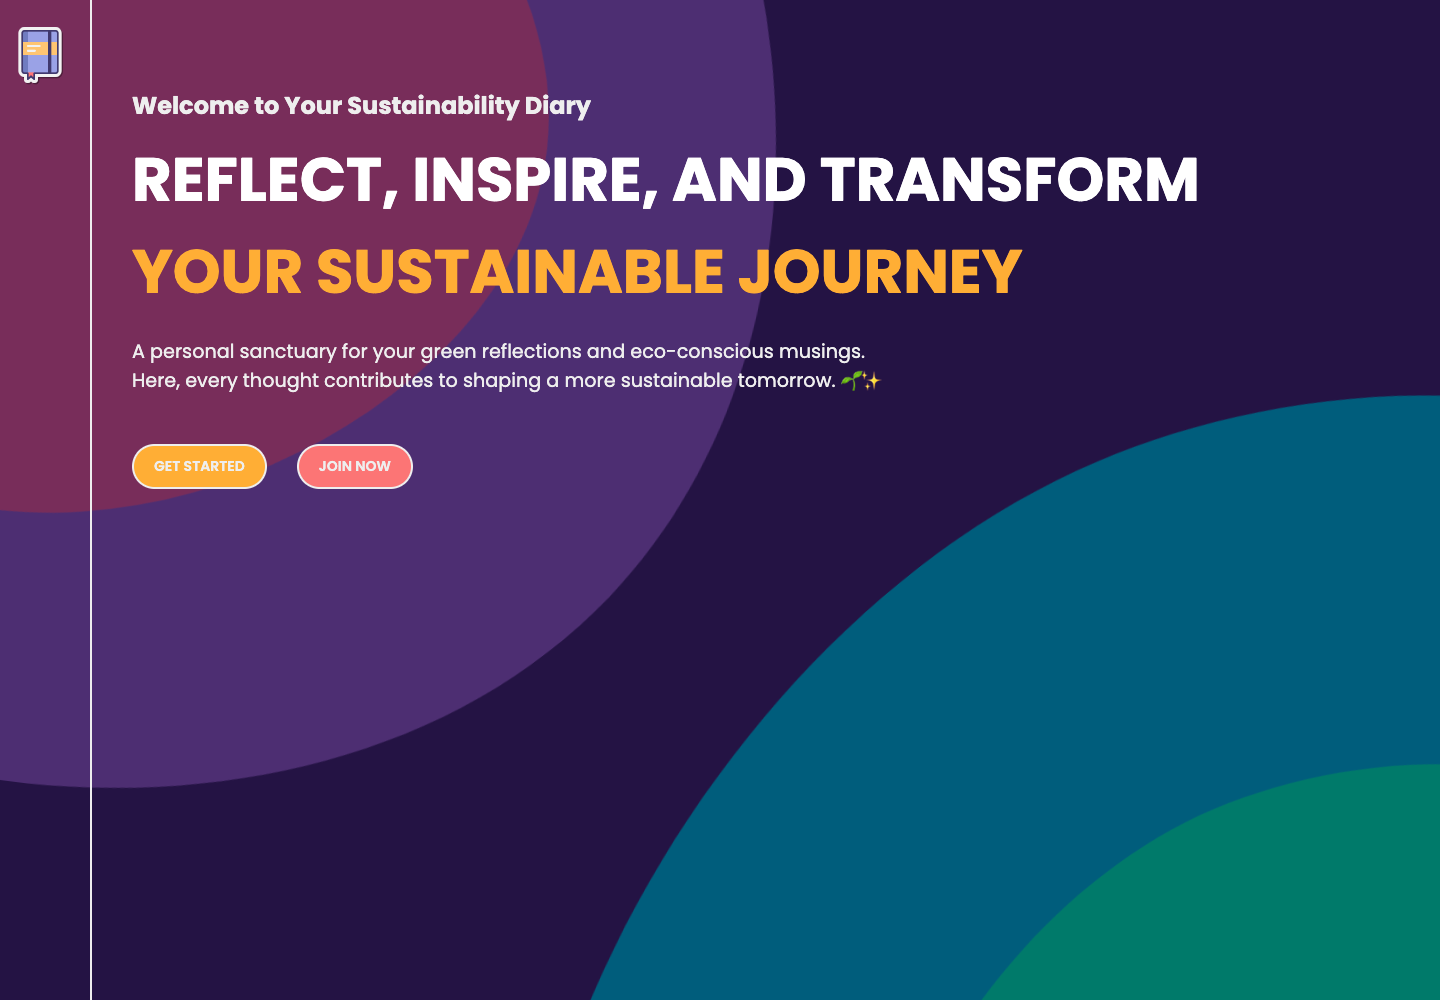 Welcome to Your Sustainability Diary
REFLECT, INSPIRE, AND TRANSFORM
YOUR SUSTAINABLE JOURNEY
A personal sanctuary for your green reflections and eco-conscious musings.
Here, every thought contributes to shaping a more sustainable tomorrow. 🌱✨
GET STARTED
JOIN NOW